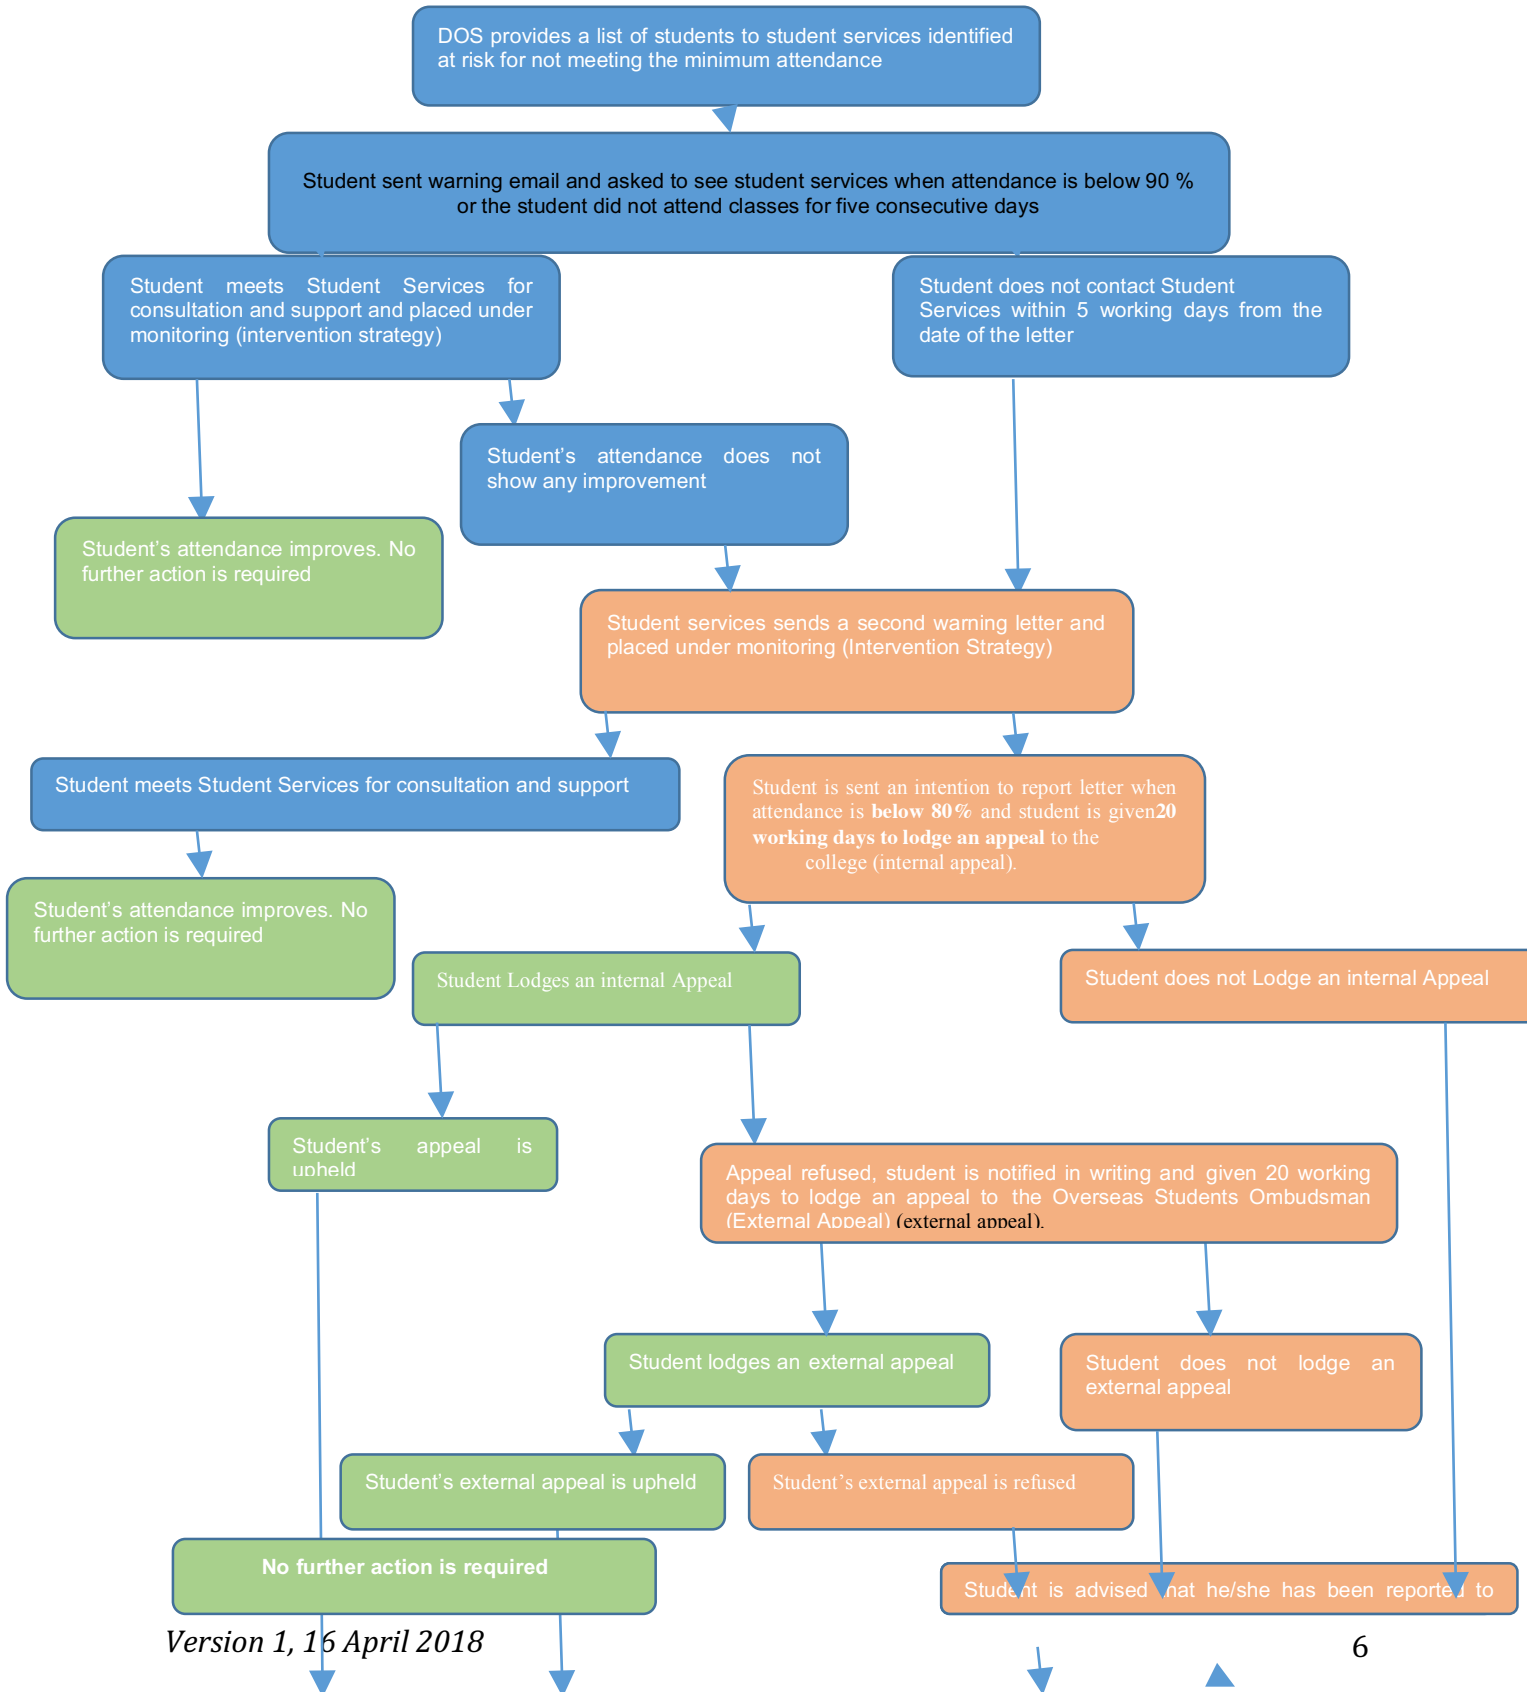 DOS provides a list of students to student services identified
at risk for not meeting the minimum attendance
Student sent warning email and asked to see student services when attendance is below 90 %
or the student did not attend classes for five consecutive days
Student meets Student Services for
consultation and support and placed under
monitoring (intervention strategy)
Student does not contact Student
Services within 5 working days from the
date of the letter
Student's attendance does not
show any improvement
Student's attendance improves. No
further action is required
Student services sends a second warning letter and
placed under monitoring (Intervention Strategy)
Student meets Student Services for consultation and support
Student is sent an intention to report letter when
attendance is below 80% and student is given20
working days to lodge an appeal to the
college (internal appeal).
Student's attendance improves. No
further action is required
Student Lodges an internal Appeal
Student does not Lodge an internal Appeal
Student's appeal is
upheld
Appeal refused, student is notified in writing and given 20 working
days to lodge an appeal to the Overseas Students Ombudsman
(External Appeal) (external appeal).
Student lodges an external appeal
Student does not lodge an
external appeal
Student's external appeal is upheld
Student's external appeal is refused
No further action is required
Student is advised that he/she has been reported to
Version 1, 16 April 2018
6